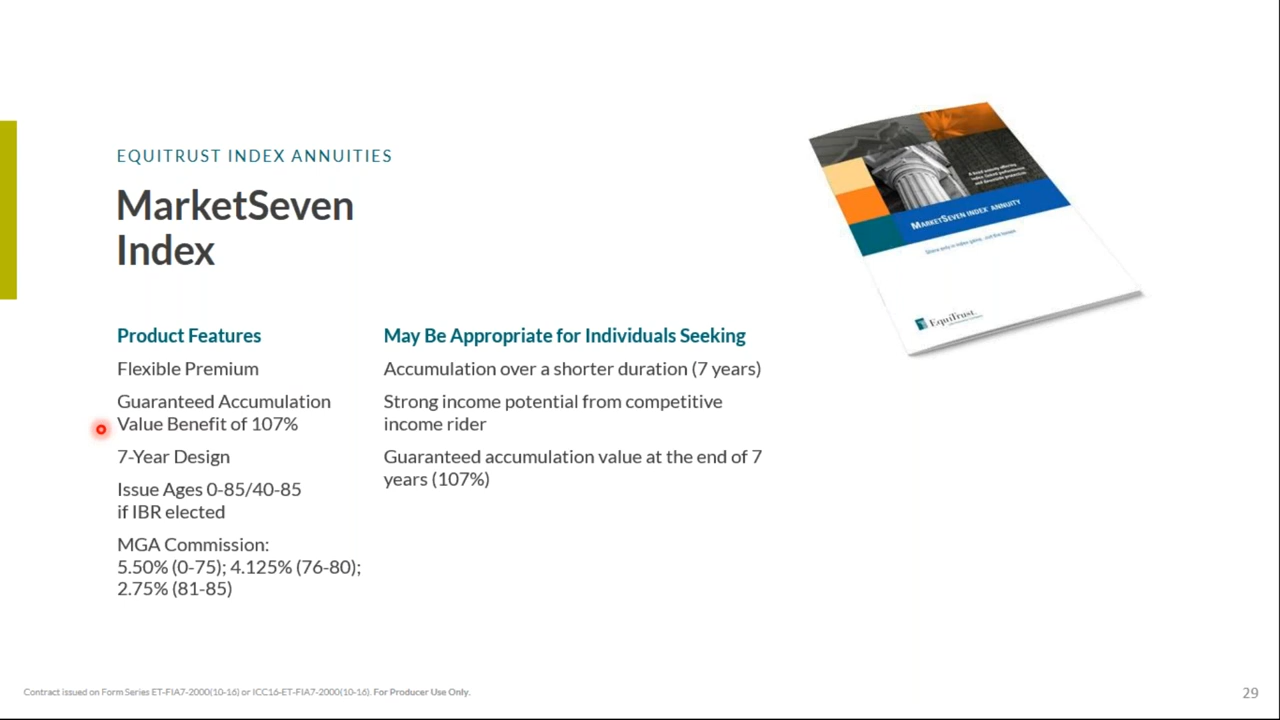 EQUITRUST INDEX ANNUITIES
MarketSeven
Index
Product Features
Flexible Premium
Guaranteed Accumulation
Value Benefit of 107%
7-Year Design
Issue Ages 0-85/40-85
if IBR elected
MGA Commission:
5.50% (0-75); 4.125% (76-80);
2.75% (81-85)
May Be Appropriate for Individuals Seeking
Accumulation over a shorter duration (7 years)
Strong income potential from competitive
income rider
Guaranteed accumulation value at the end of 7
years (107%)
MARKETSEVEN INDEX® ANNUITY
EquiTrust
Contract issued on Form Series ET-FIA7-2000(10-16) or ICC16-ET-FIA7-2000(10-16). For Producer Use Only.
29